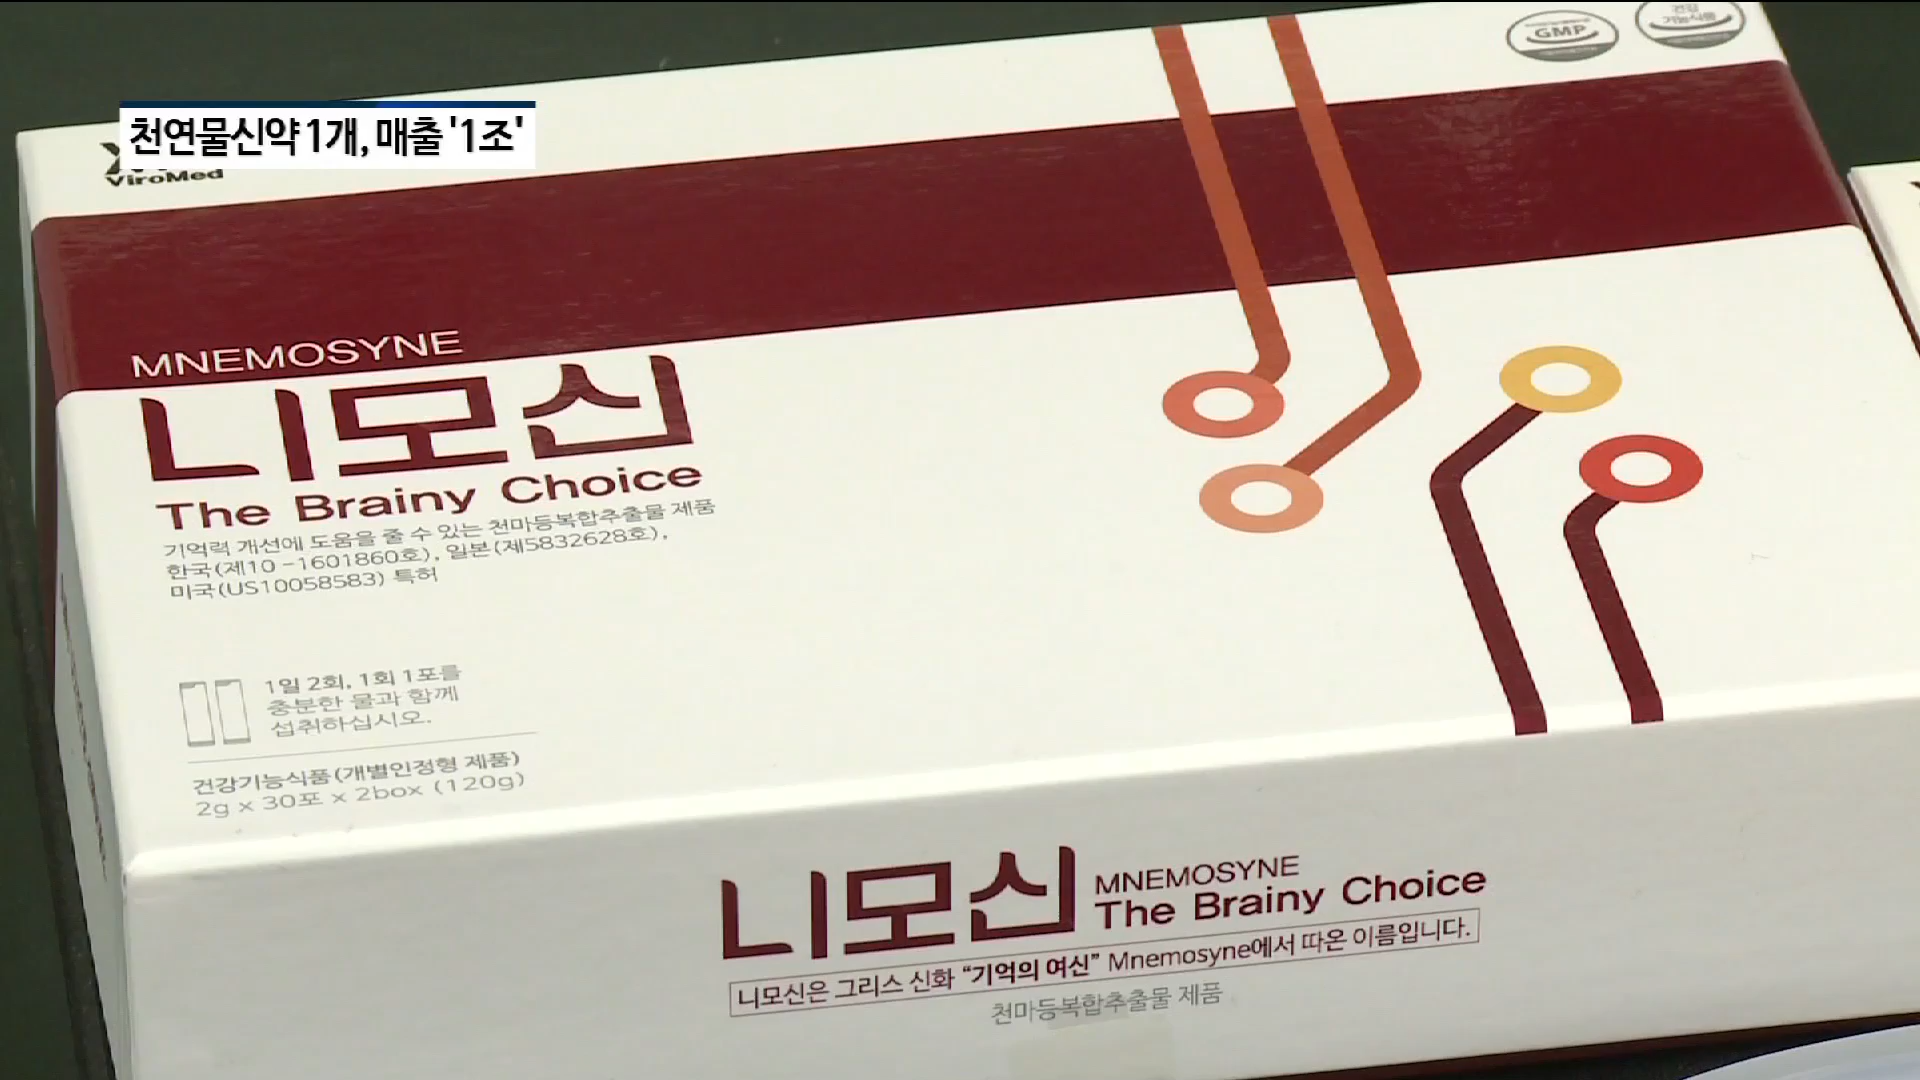 천연물신약 1개, 매출 '1조'
ViroMed
GMP
건강
기능식품
MNEMOSYNE
니모신
The Brainy Choice
기억력 개선에 도움을 줄 수 있는 천마등복합추출물 제품
한국(제10-1601860호), 일본(제5832628호),
미국(US10058583) 특허
1일 2회, 1회 1포를
충분한 물과 함께
섭취하십시오.
건강기능식품(개별인정형 제품)
2g × 30포 × 2box (120g)
니모신 MNEMOSYNE
The Brainy Choice
니모신은 그리스 신화 “기억의 여신” Mnemosyne에서 따온 이름입니다.
천마등복합추출물 제품